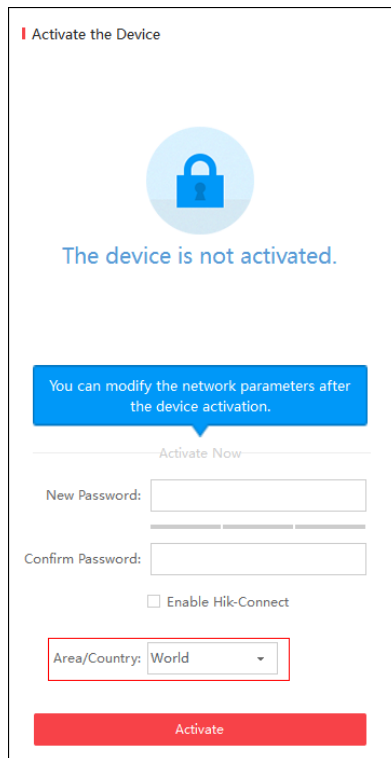 Activate the Device
The device is not activated.
You can modify the network parameters after
the device activation.
Activate Now
New Password:
Confirm Password:
Enable Hik-Connect
Area/Country: World
Activate